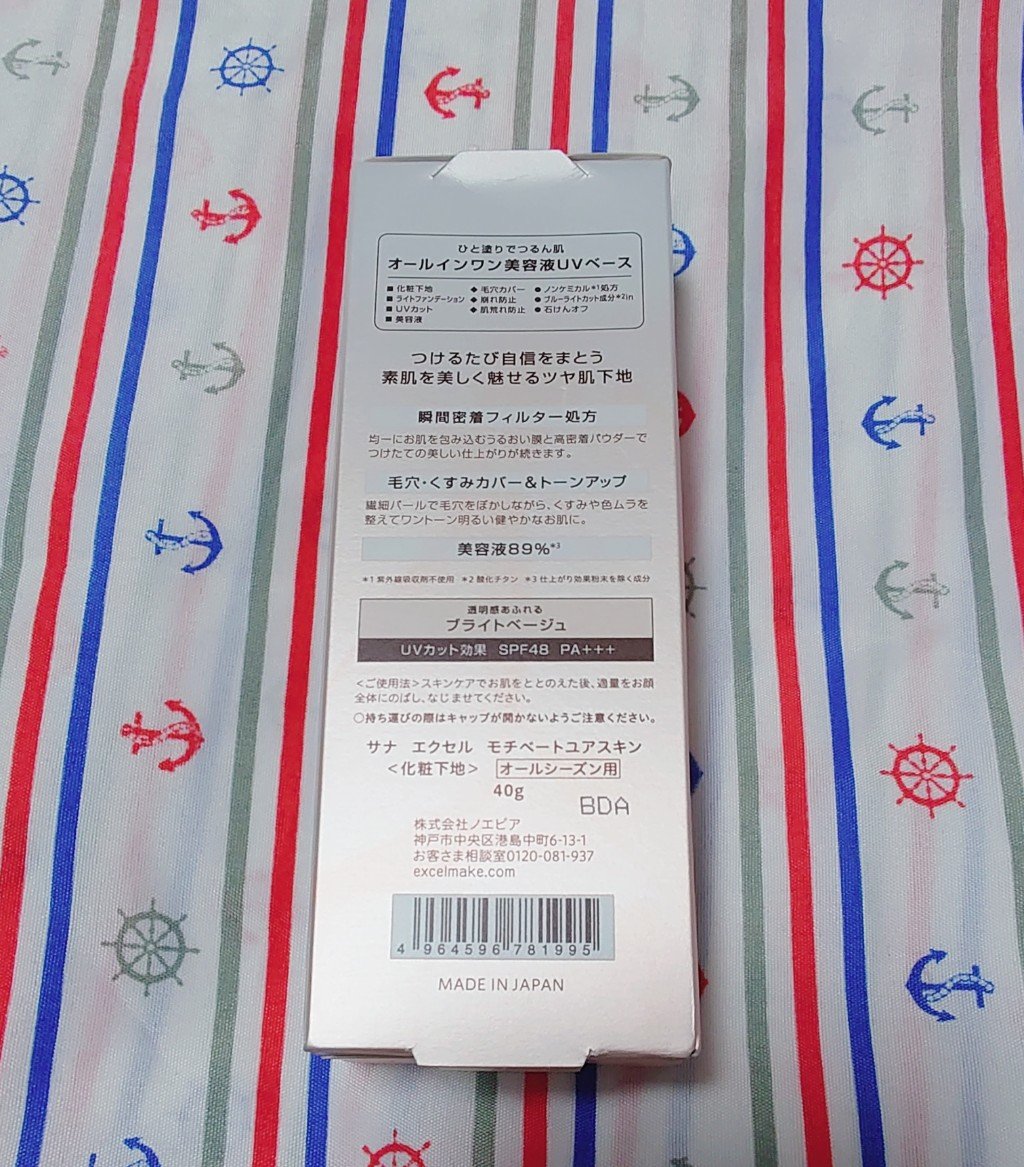 ひと塗りでつるん肌
オールインワン美容液UVベース
■ 化粧下地 ◆ 毛穴カバー ● ノンケミカル*1処方
■ ライトファンデーション ◆ 崩れ防止 ● ブルーライトカット成分*2in
■ UVカット ◆ 肌荒れ防止 ● 石けんオフ
■ 美容液
つけるたび自信をまとう
素肌を美しく魅せるツヤ肌下地
瞬間密着フィルター処方
均一にお肌を包み込むうるおい膜と高密着パウダーで
つけたての美しい仕上がりが続きます。
毛穴・くすみカバー&トーンアップ
繊細パールで毛穴をぼかしながら、くすみや色ムラを
整えてワントーン明るい健やかなお肌に。
美容液89%*3
*1 紫外線吸収剤不使用 *2 酸化チタン *3 仕上がり効果粉末を除く成分
透明感あふれる
ブライトベージュ
UVカット効果 SPF48 PA+++
<ご使用法>スキンケアでお肌をととのえた後、適量をお顔
全体にのばし、なじませてください。
○持ち運びの際はキャップが開かないようご注意ください。
サナ エクセル モチベートユアスキン
<化粧下地> オールシーズン用
40g
BDA
株式会社ノエビア
神戸市中央区港島中町6-13-1
お客さま相談室0120-081-937
excelmake.com
4 964596 781995
MADE IN JAPAN